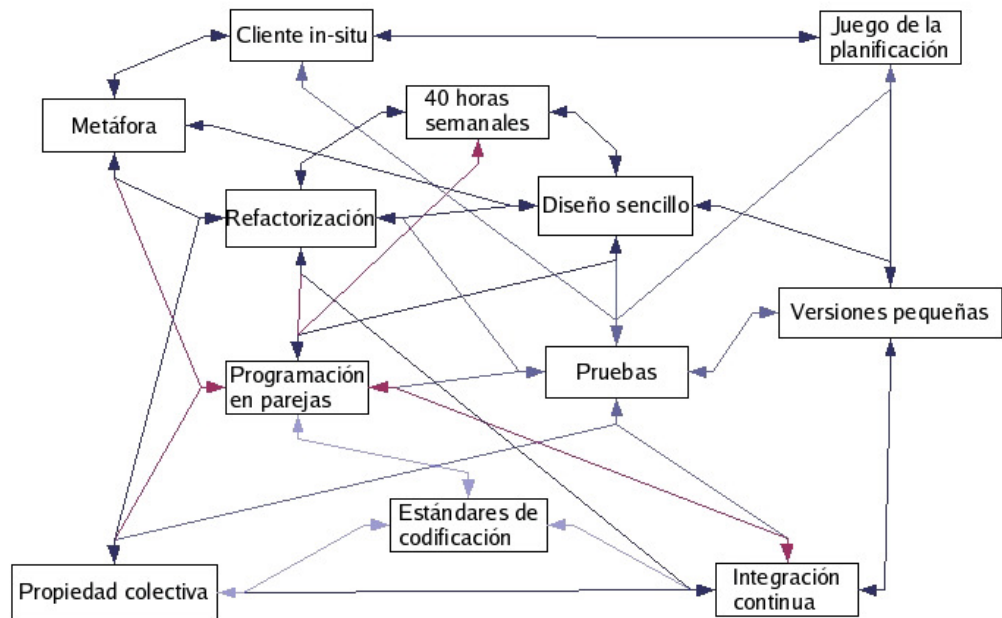 Cliente in-situ
Juego de la
planificación
Metáfora
40 horas
semanales
Refactorización
Diseño sencillo
Versiones pequeñas
Programación
en parejas
Pruebas
Estándares de
codificación
Propiedad colectiva
Integración
continua